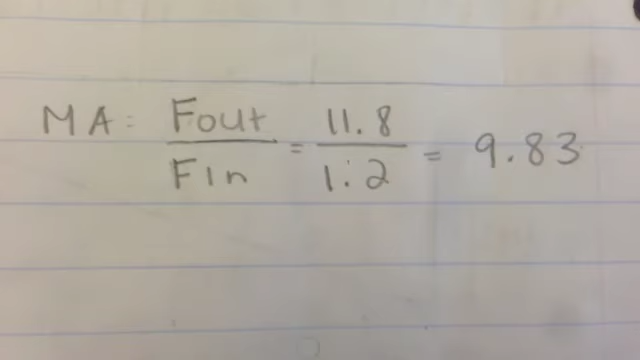 MA: Fout/Fin = 11.8/1.2 = 9.83